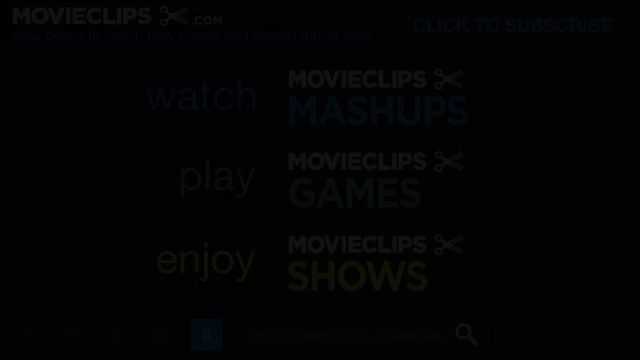 MOVIECLIPS .COM
click below to watch new trailers and related movie clips
CLICK TO SUBSCRIBE
watch
MOVIECLIPS
MASHUPS
play
MOVIECLIPS
GAMES
enjoy
MOVIECLIPS
SHOWS
5